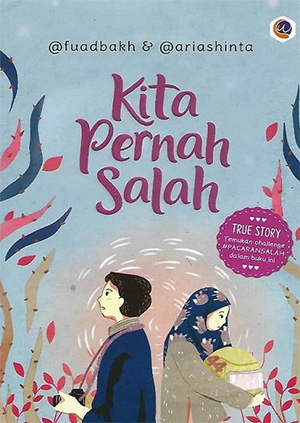 @fuadbakh & @ariashinta
Kita
Pernah
Salah
TRUE STORY
Temukan challenge
#PACARANSALAH
dalam buku ini